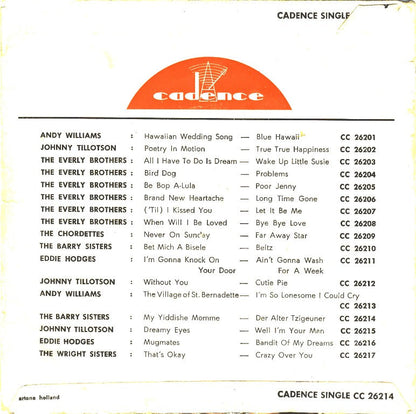 CADENCE SINGLE
cadence
ANDY WILLIAMS : Hawaiian Wedding Song — Blue Hawaii CC 26201
JOHNNY TILLOTSON : Poetry In Motion — True True Happiness CC 26202
THE EVERLY BROTHERS : All I Have To Do Is Dream — Wake Up Little Susie CC 26203
THE EVERLY BROTHERS : Bird Dog — Problems CC 26204
THE EVERLY BROTHERS : Be Bop A-Lula — Poor Jenny CC 26205
THE EVERLY BROTHERS : Brand New Heartache — Long Time Gone CC 26206
THE EVERLY BROTHERS : ('Til) I Kissed You — Let It Be Me CC 26207
THE EVERLY BROTHERS : When Will I Be Loved — Bye Bye Love CC 26208
THE CHORDETTES : Never On Sunday — Far Away Star CC 26209
THE BARRY SISTERS : Bet Mich A Bisele — Beltz CC 26210
EDDIE HODGES : I'm Gonna Knock On — Ain't Gonna Wash CC 26211
Your Door For A Week
JOHNNY TILLOTSON : Without You — Cutie Pie CC 26212
ANDY WILLIAMS : The Village of St. Bernadette — I'm So Lonesome I Could Cry
CC 26213
THE BARRY SISTERS : My Yiddishe Momme — Der Alter Tzigeuner CC 26214
JOHNNY TILLOTSON : Dreamy Eyes — Well I'm Your Man CC 26215
EDDIE HODGES : Mugmates — Bandit Of My Dreams CC 26216
THE WRIGHT SISTERS : That's Okay — Crazy Over You CC 26217
artone holland
CADENCE SINGLE CC 26214